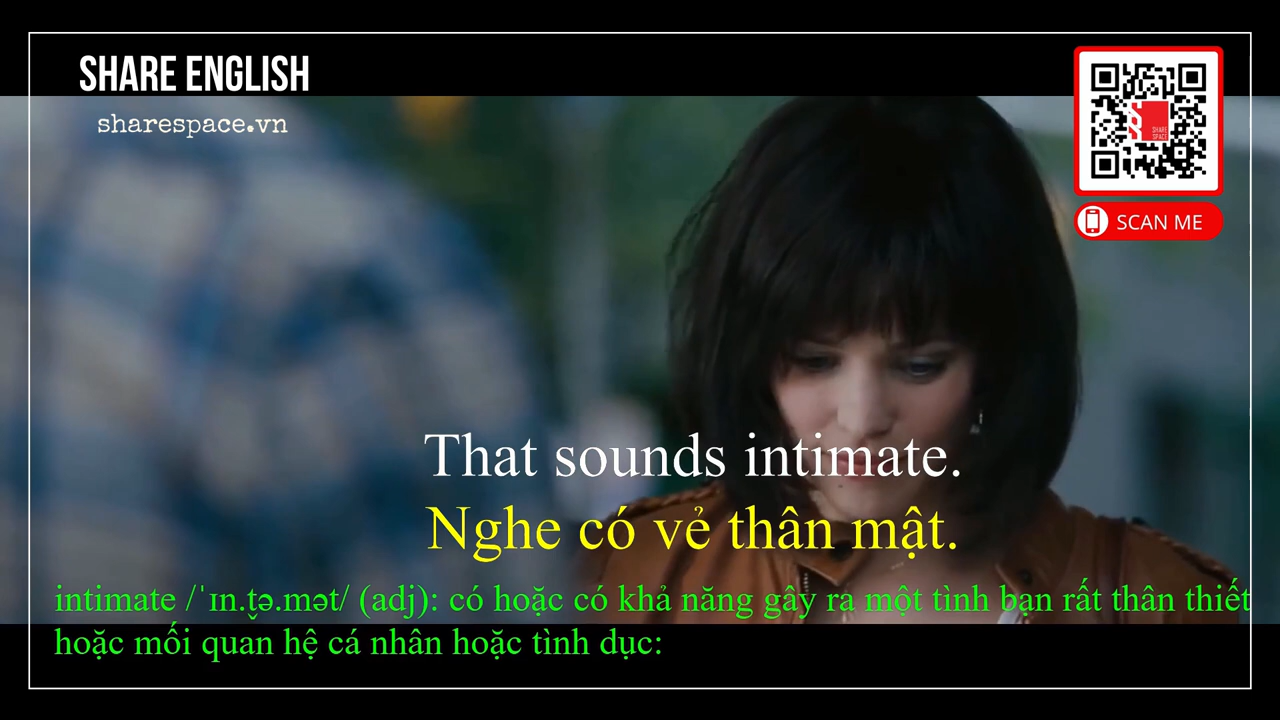 SHARE ENGLISH
sharespace.vn
SHARE
SPACE
SCAN ME
That sounds intimate.
Nghe có vẻ thân mật.
intimate /ˈɪn.t̬ə.mət/ (adj): có hoặc có khả năng gây ra một tình bạn rất thân thiết
hoặc mối quan hệ cá nhân hoặc tình dục: